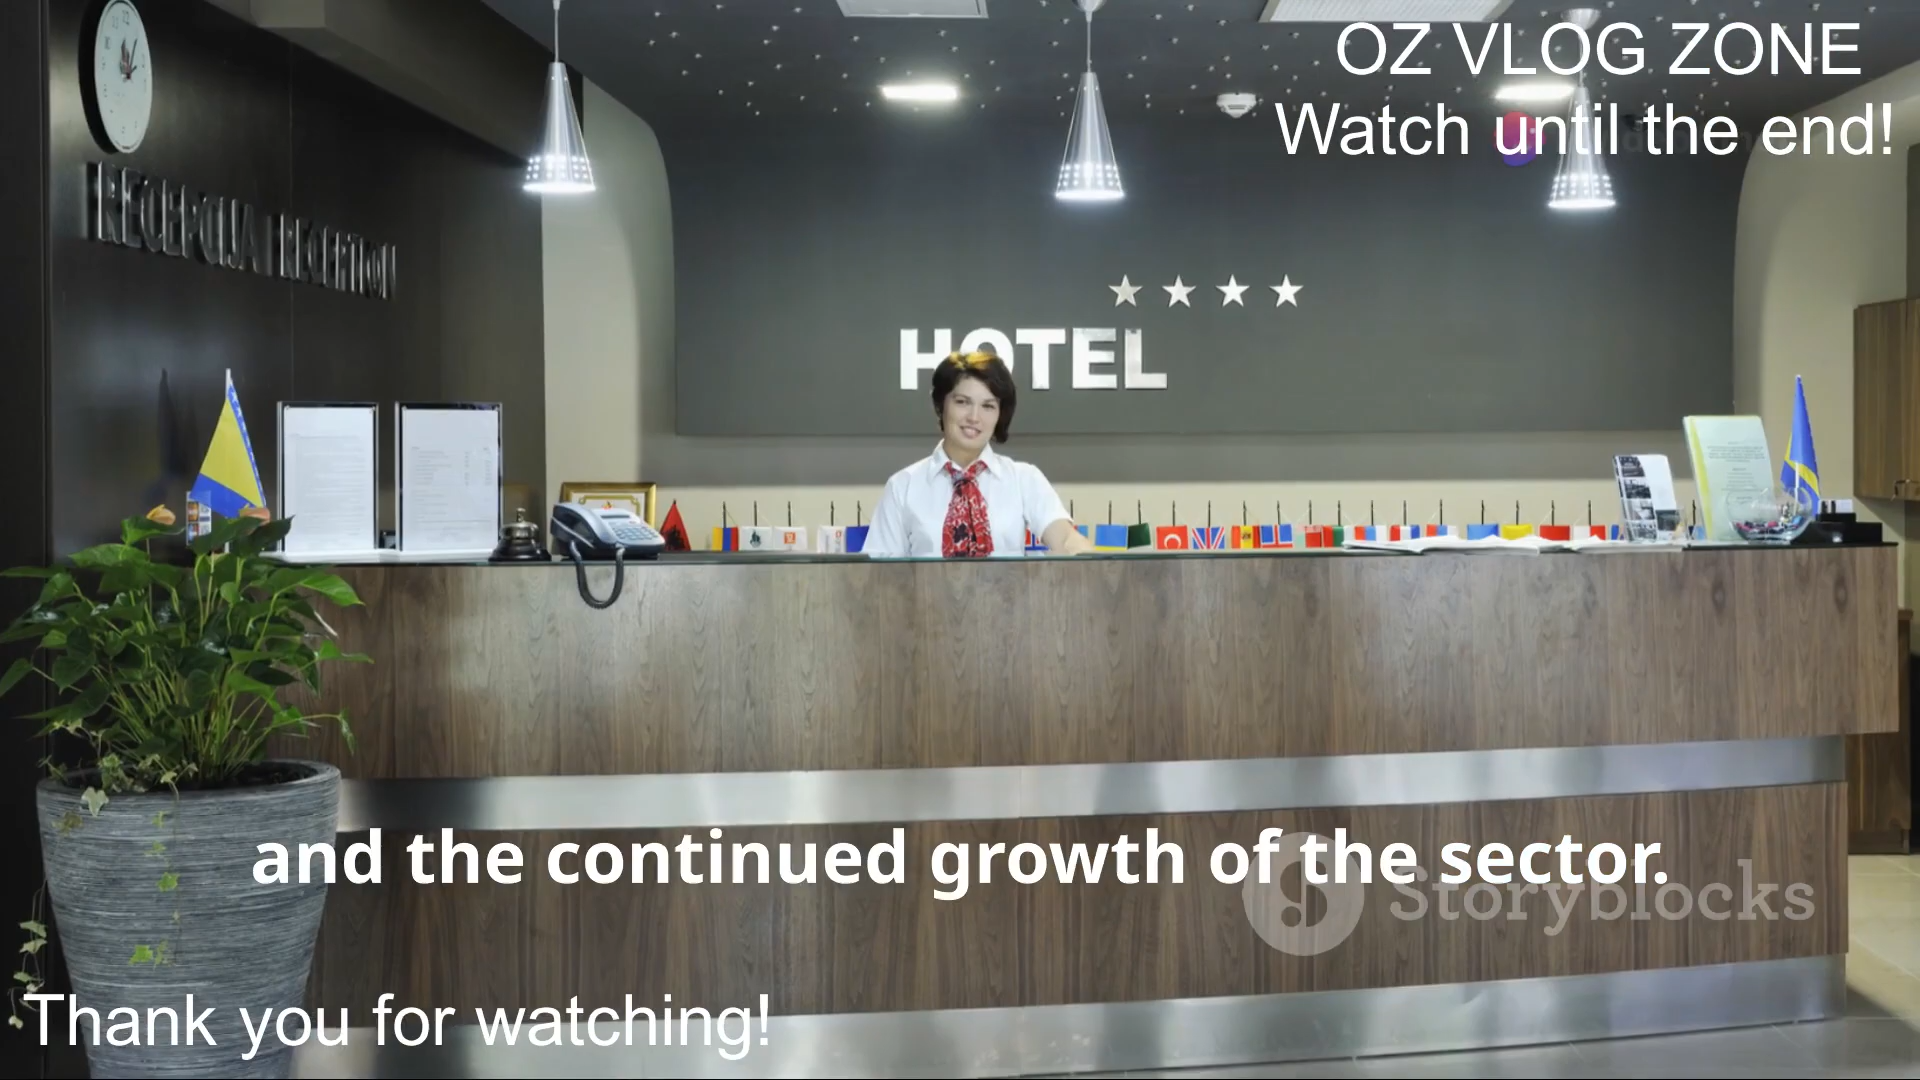 OZ VLOG ZONE
Watch until the end!
RECEPCIJA RECEPTION
HOTEL
and the continued growth of the sector.
Storyblocks
Thank you for watching!